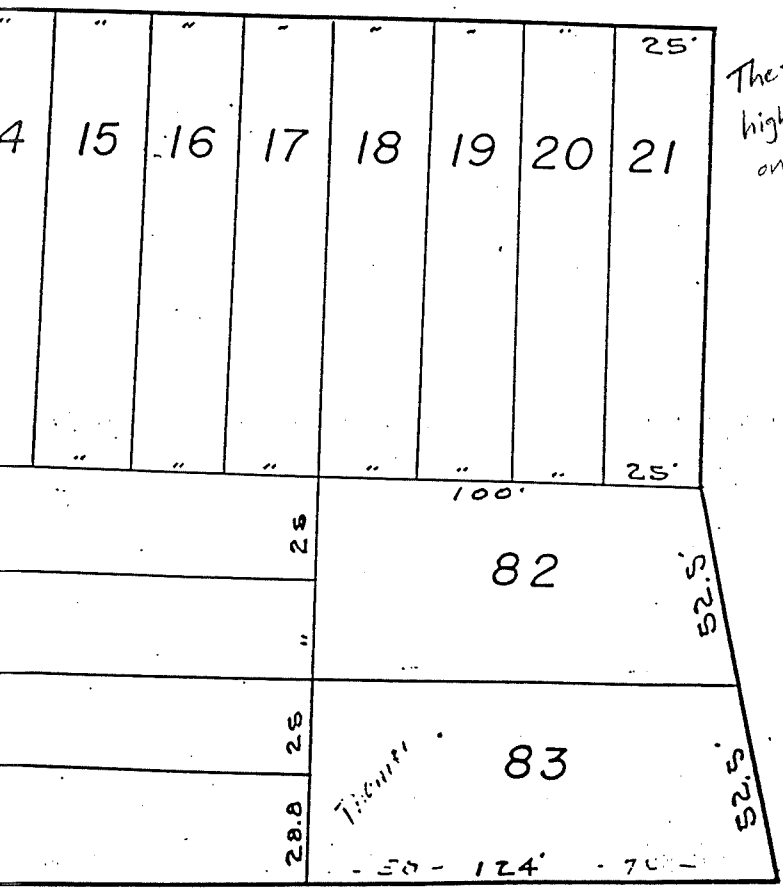 " " " " " " " 25'
The
high
on
4 15 16 17 18 19 20 21
" " " " " " 25'
100'
25
82
52.5'
"
25
83
52.5'
28.8
124'